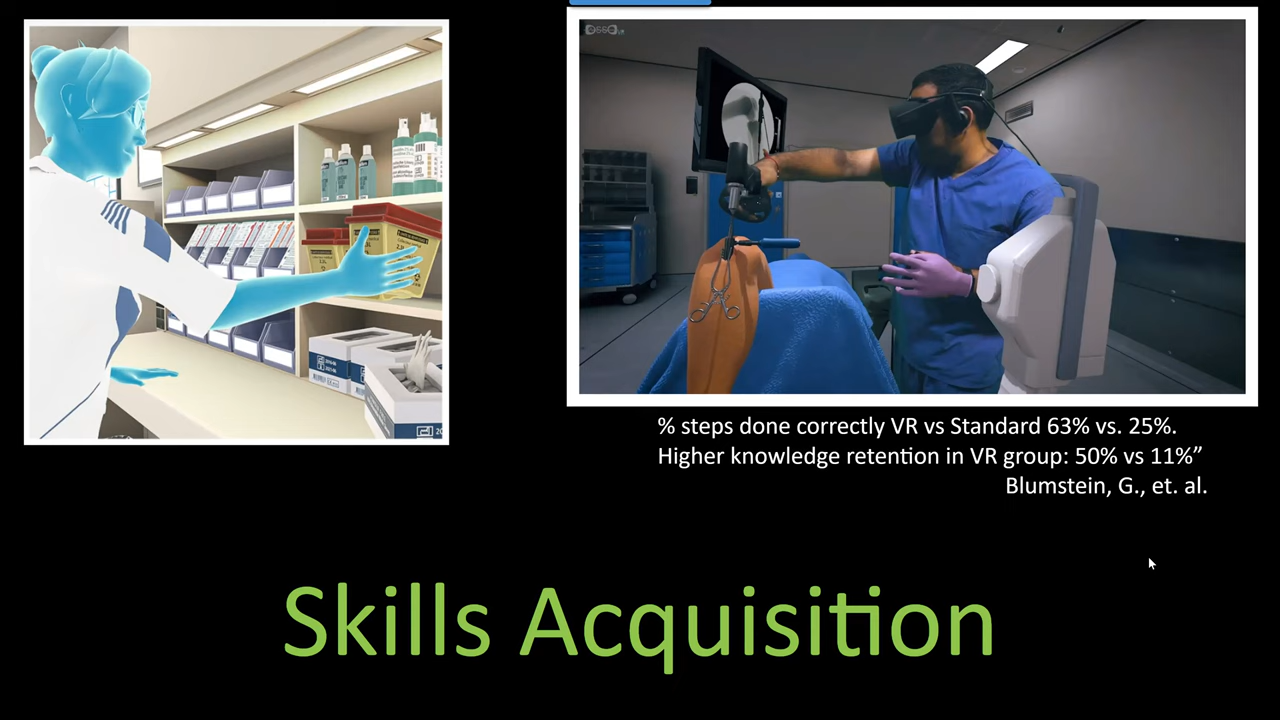 % steps done correctly VR vs Standard 63% vs. 25%.
Higher knowledge retention in VR group: 50% vs 11%”
Blumstein, G., et. al.
Skills Acquisition